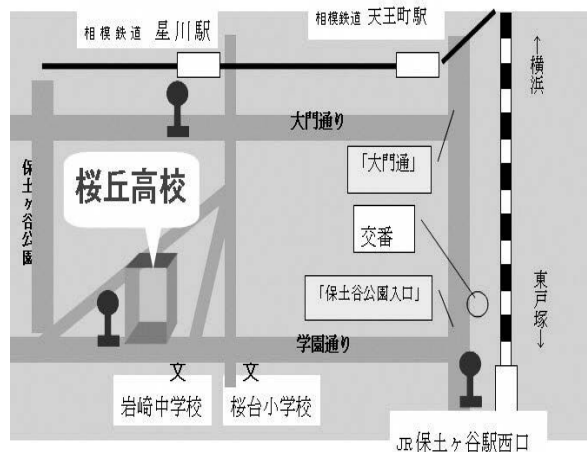 相模鉄道 星川駅
相模鉄道 天王町駅
←横浜
大門通り
「大門通」
保土ヶ谷公園
桜丘高校
交番
「保土谷公園入口」
東戸塚→
学園通り
文
文
岩崎中学校
桜台小学校
JR保土ヶ谷駅西口